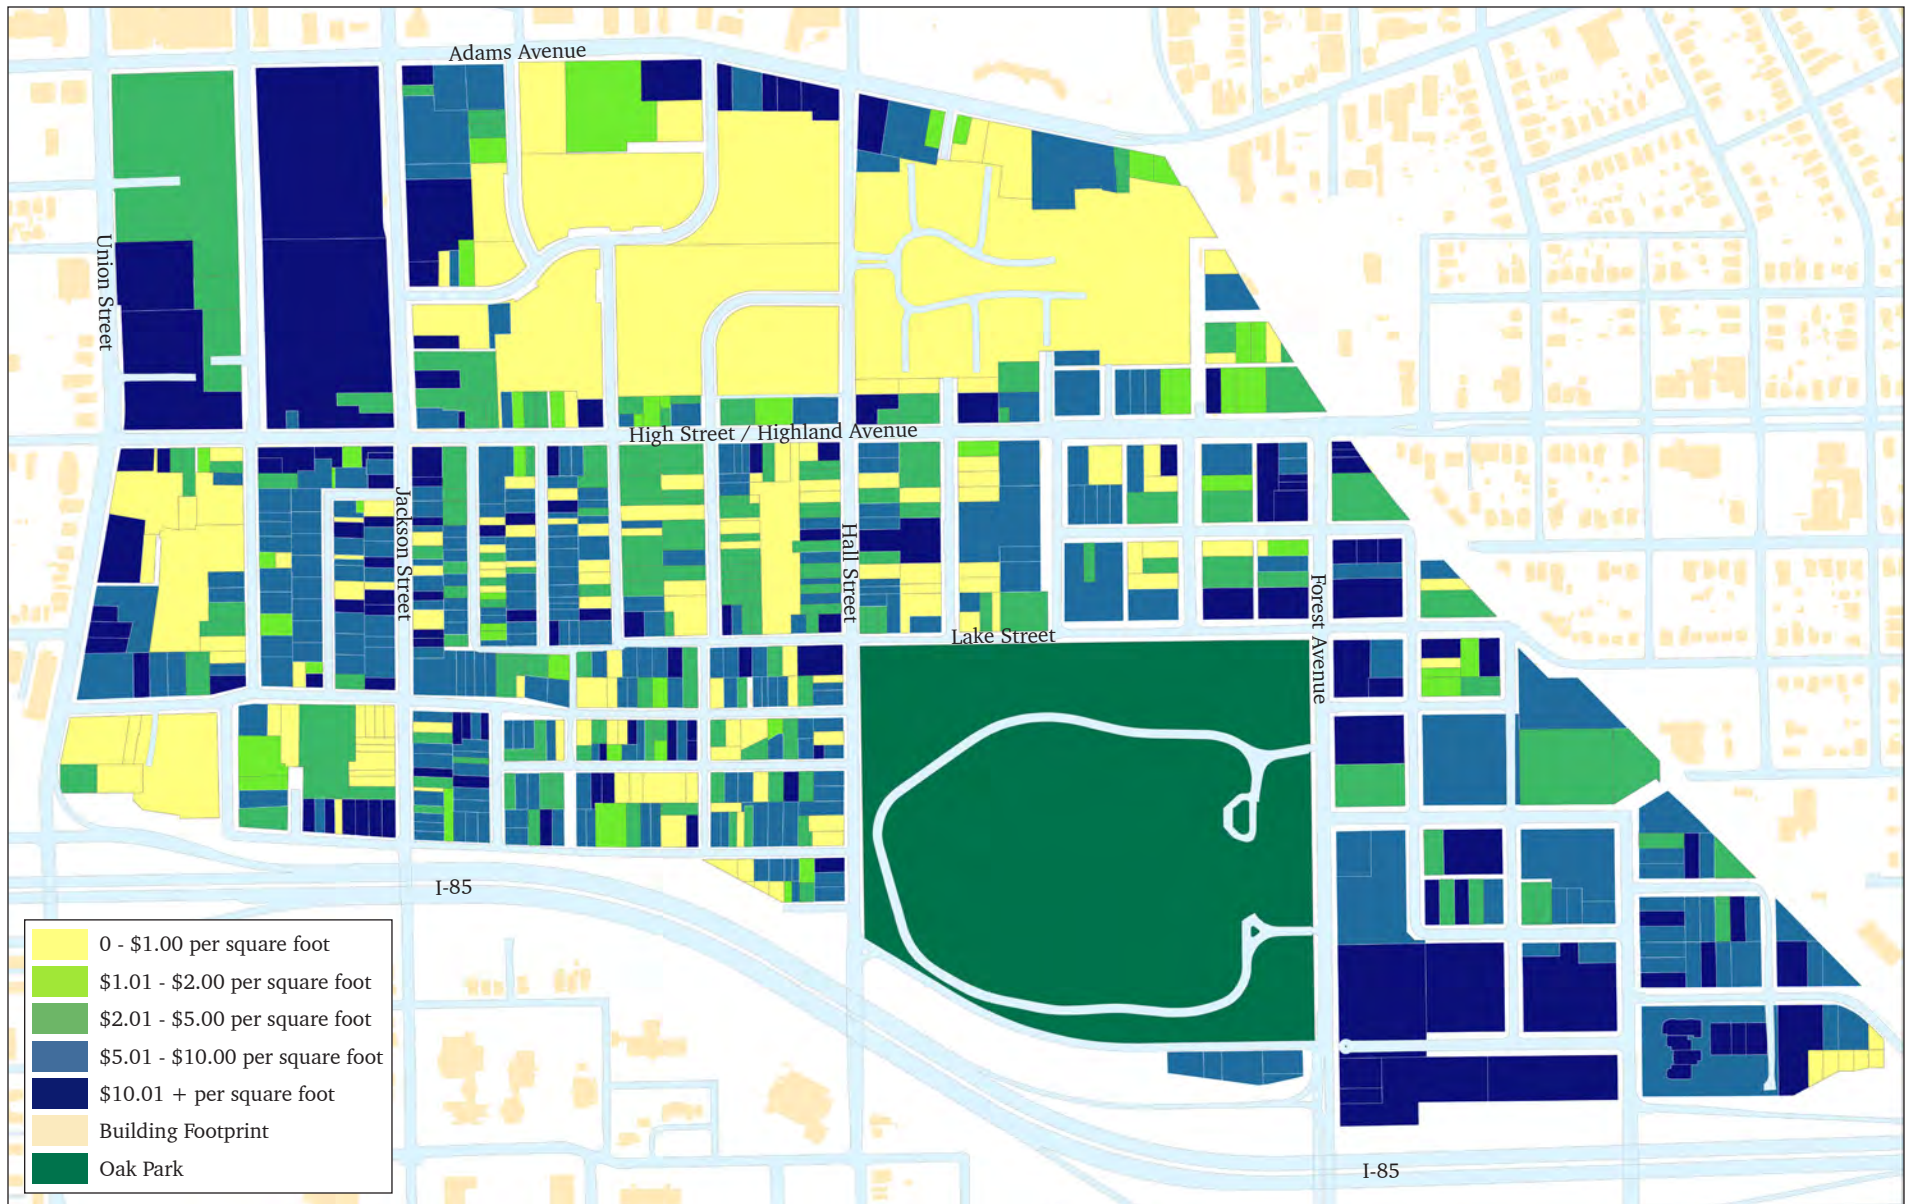 Adams Avenue
Union Street
High Street / Highland Avenue
Jackson Street
Hall Street
Forest Avenue
Lake Street
I-85
0 - $1.00 per square foot
$1.01 - $2.00 per square foot
$2.01 - $5.00 per square foot
$5.01 - $10.00 per square foot
$10.01 + per square foot
Building Footprint
Oak Park
I-85